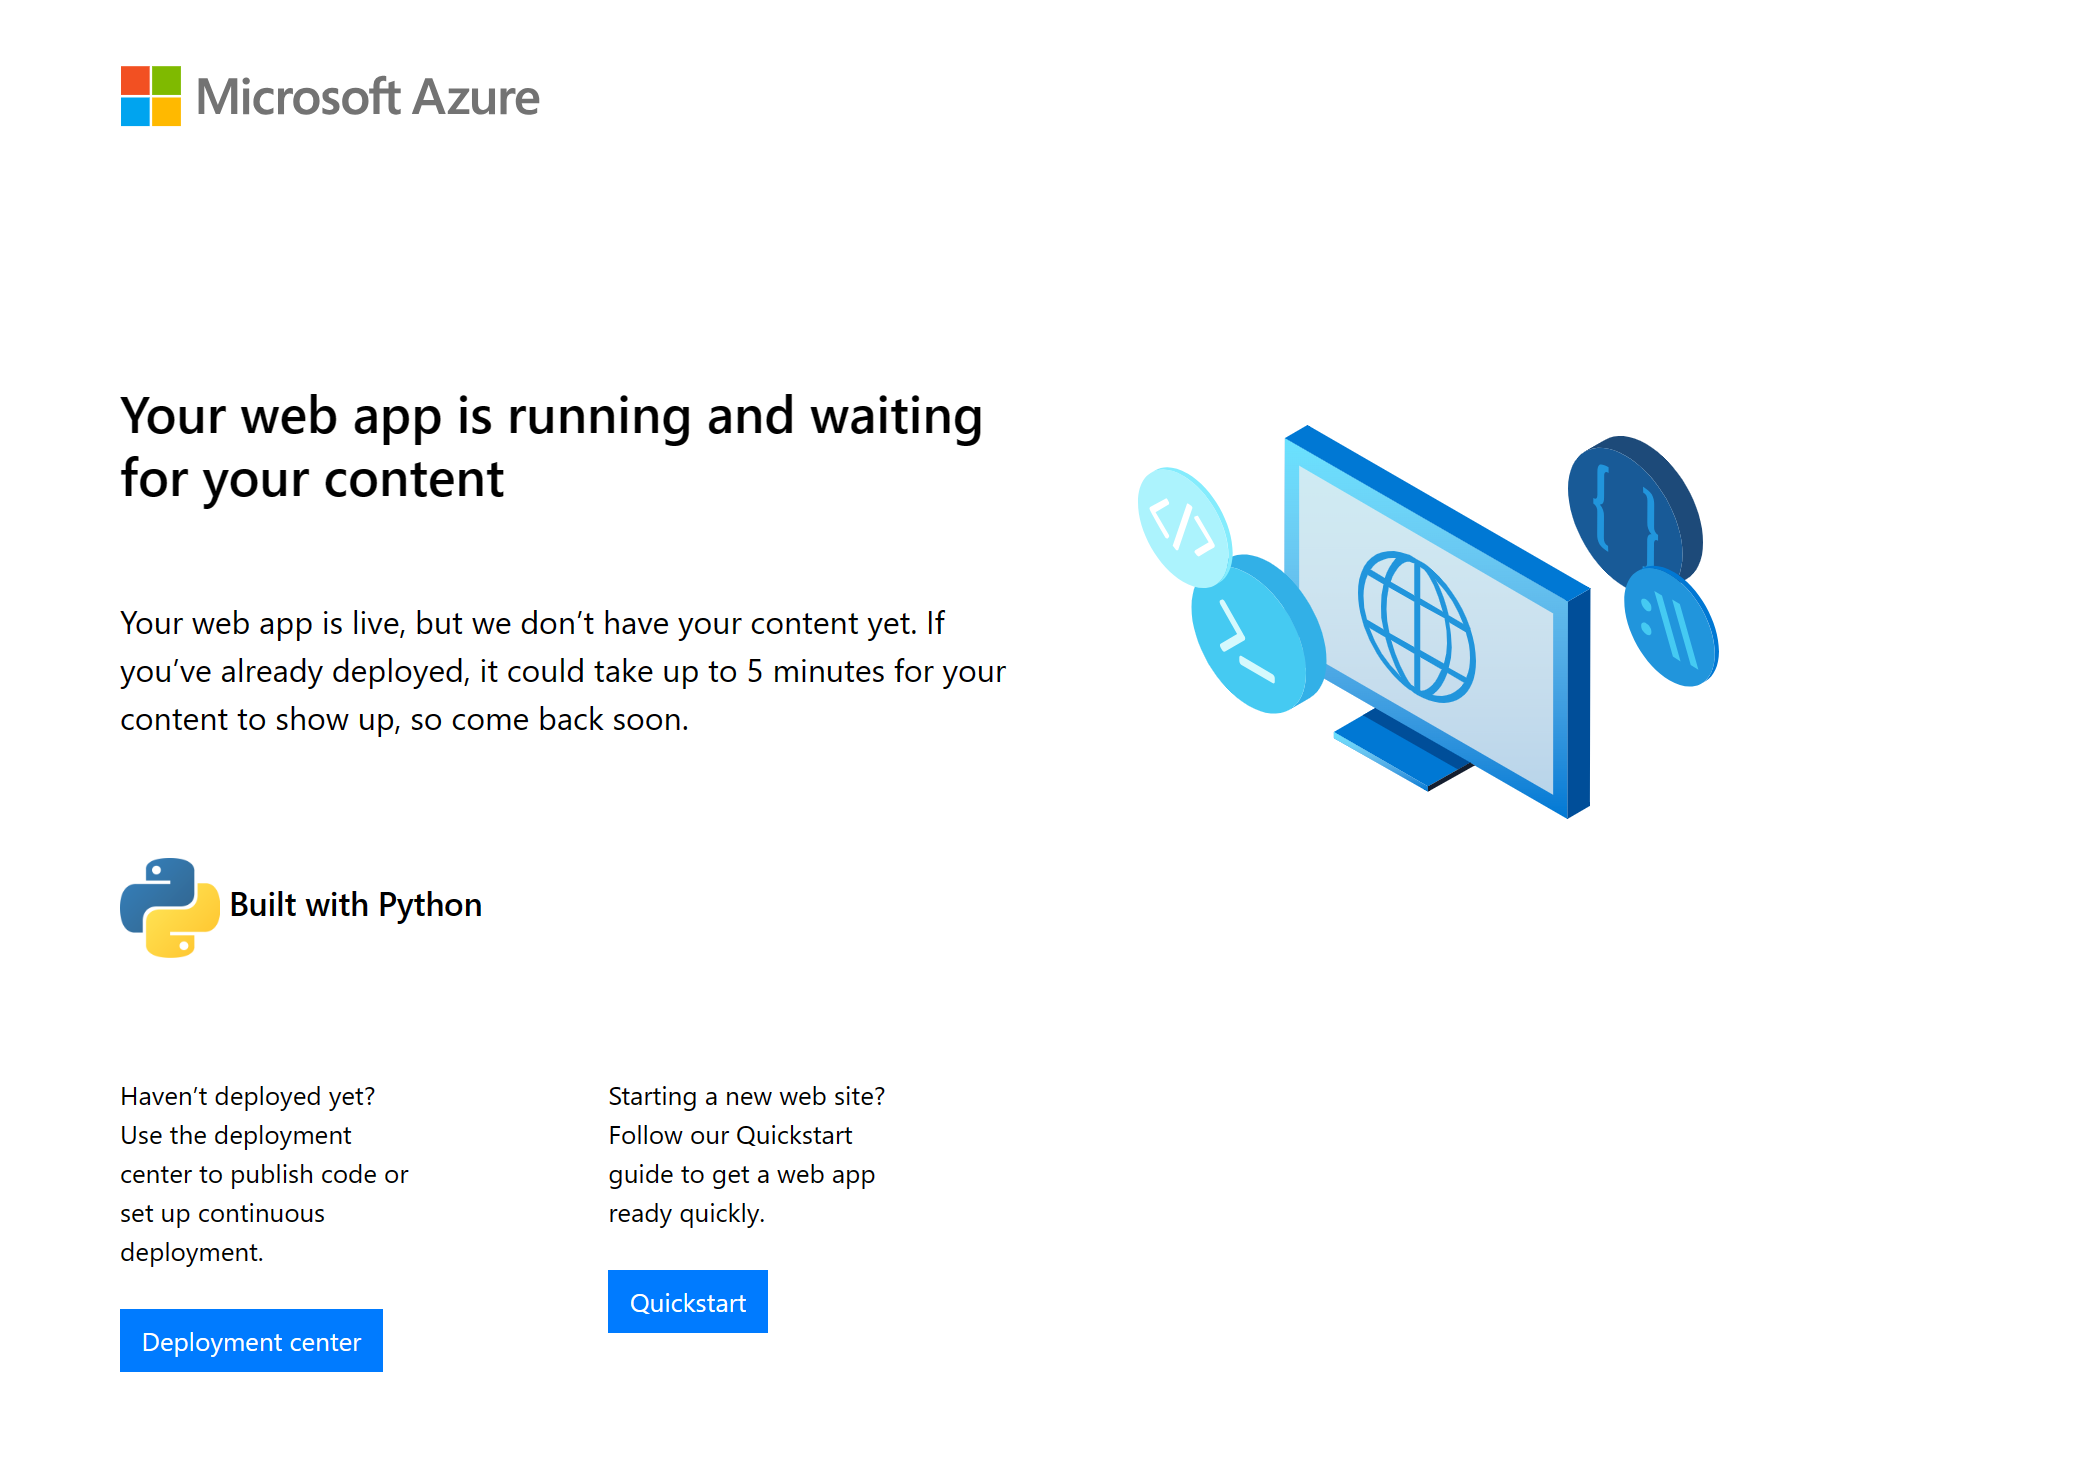 Microsoft Azure
Your web app is running and waiting
for your content
Your web app is live, but we don’t have your content yet. If
you’ve already deployed, it could take up to 5 minutes for your
content to show up, so come back soon.
Built with Python
Haven’t deployed yet?
Use the deployment
center to publish code or
set up continuous
deployment.
Deployment center
Starting a new web site?
Follow our Quickstart
guide to get a web app
ready quickly.
Quickstart